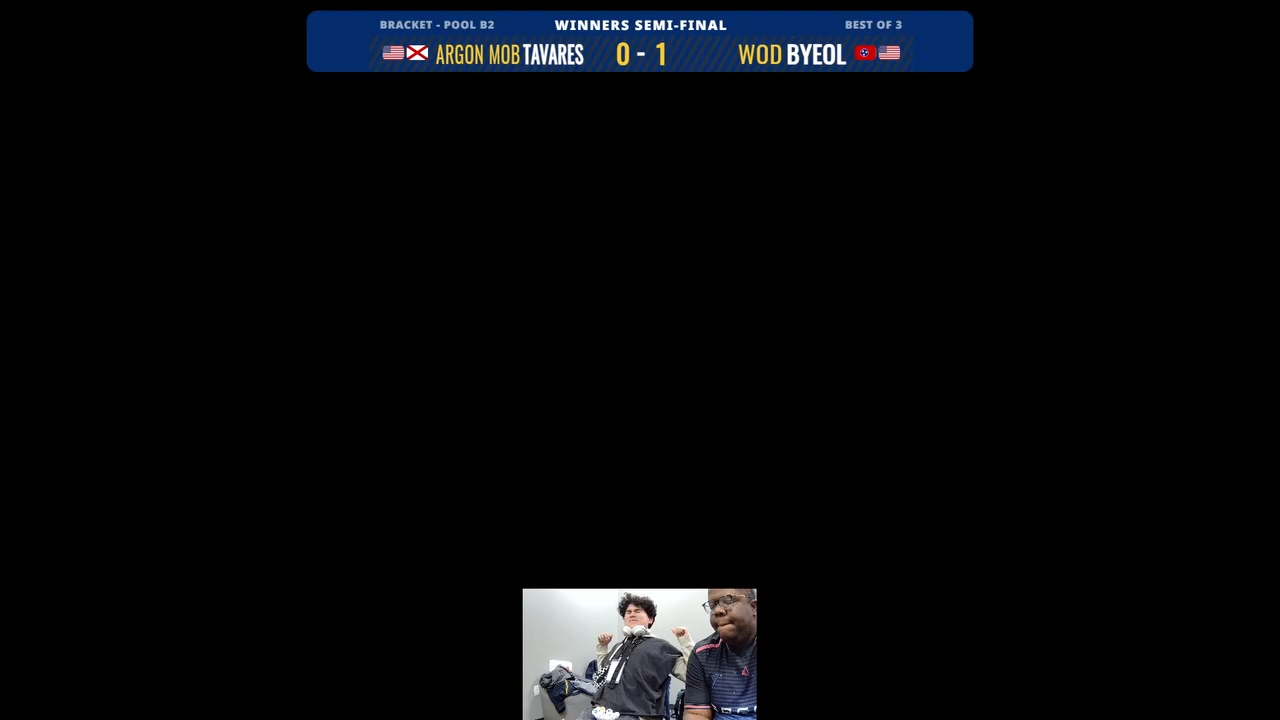 BRACKET - POOL B2
WINNERS SEMI-FINAL
BEST OF 3
ARGON MOB TAVARES 0 - 1 WOD BYEOL